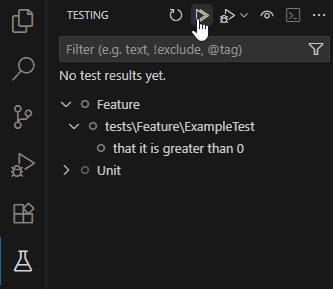 TESTING
Filter (e.g. text, !exclude, @tag)
No test results yet.
Feature
tests\Feature\ExampleTest
that it is greater than 0
Unit